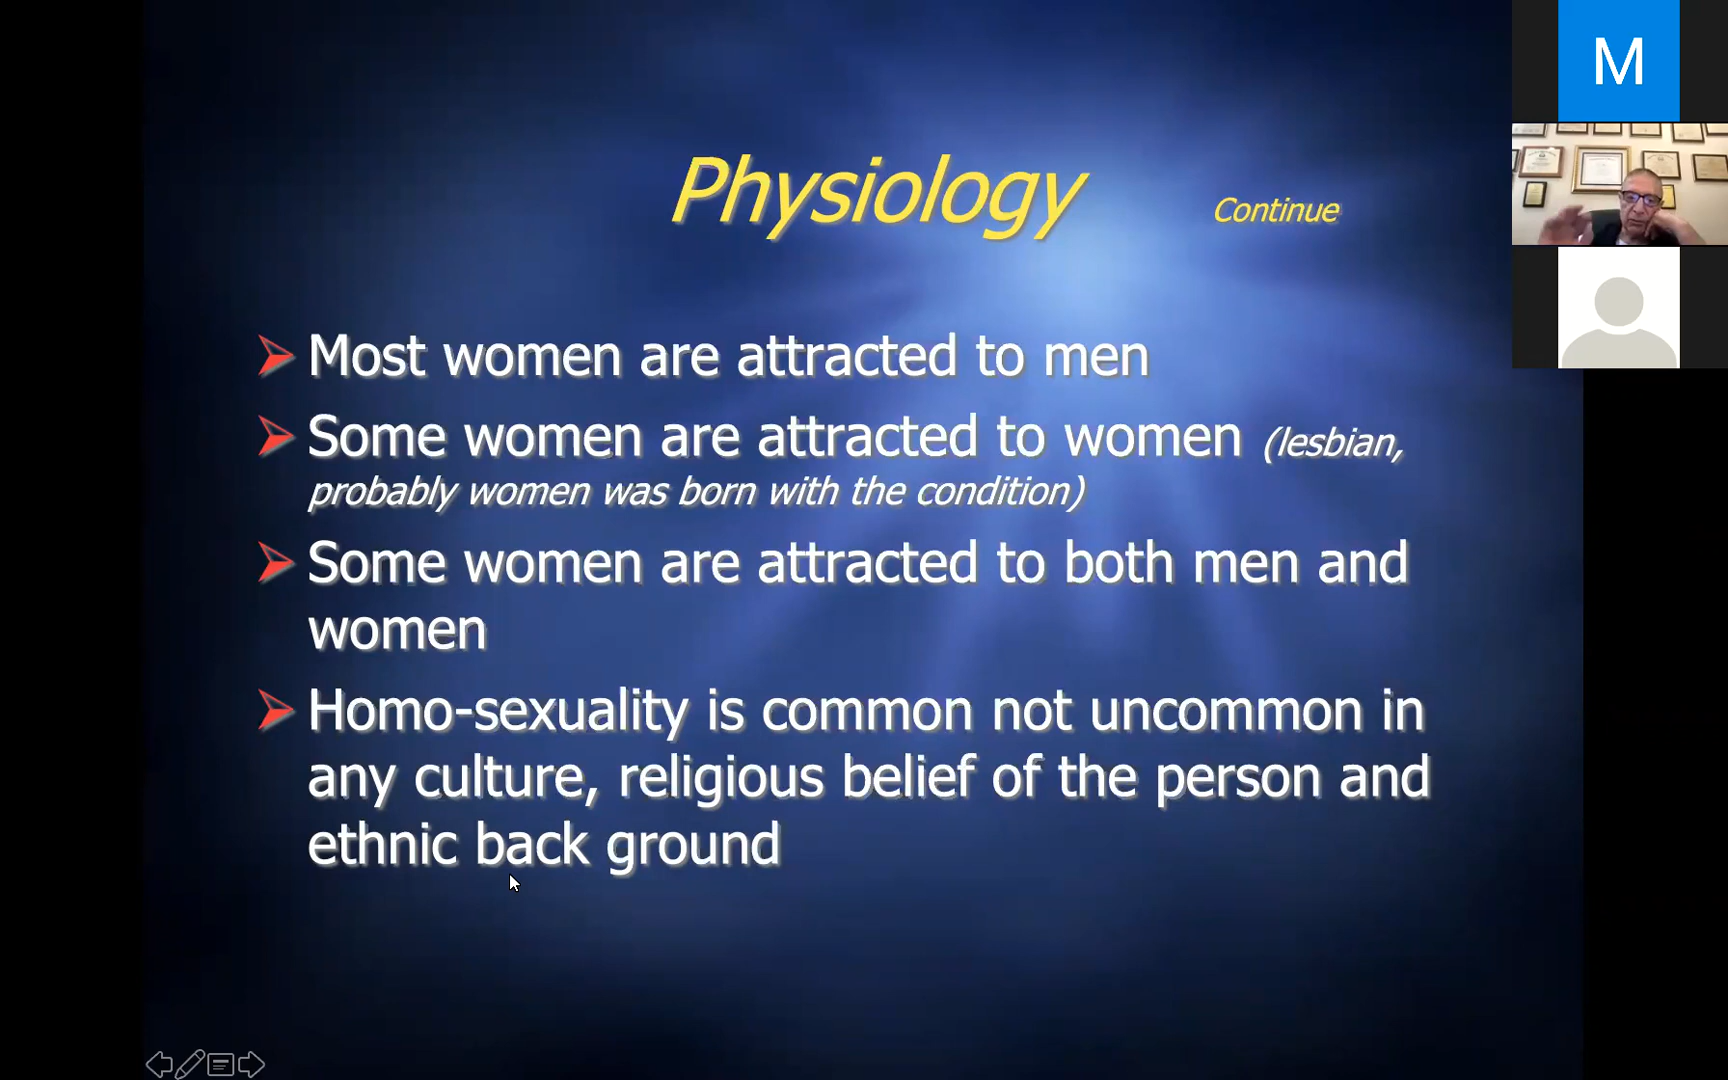 Physiology Continue
Most women are attracted to men
Some women are attracted to women (lesbian,
probably women was born with the condition)
Some women are attracted to both men and
women
Homo-sexuality is common not uncommon in
any culture, religious belief of the person and
ethnic back ground
M